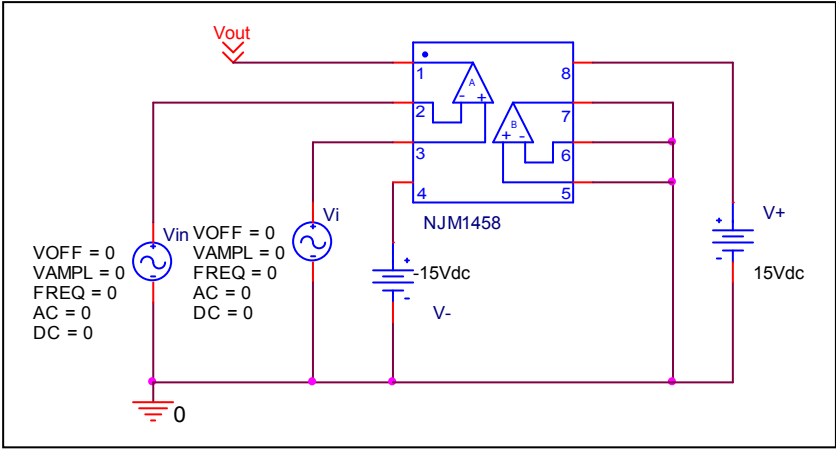 Vout
A
- +
B
+ -
1
2
3
4
8
7
6
5
NJM1458
Vin
VOFF = 0
VAMPL = 0
FREQ = 0
AC = 0
DC = 0
Vi
VOFF = 0
VAMPL = 0
FREQ = 0
AC = 0
DC = 0
+
-
+
-
+
-
-15Vdc
V-
+
-
V+
15Vdc
0